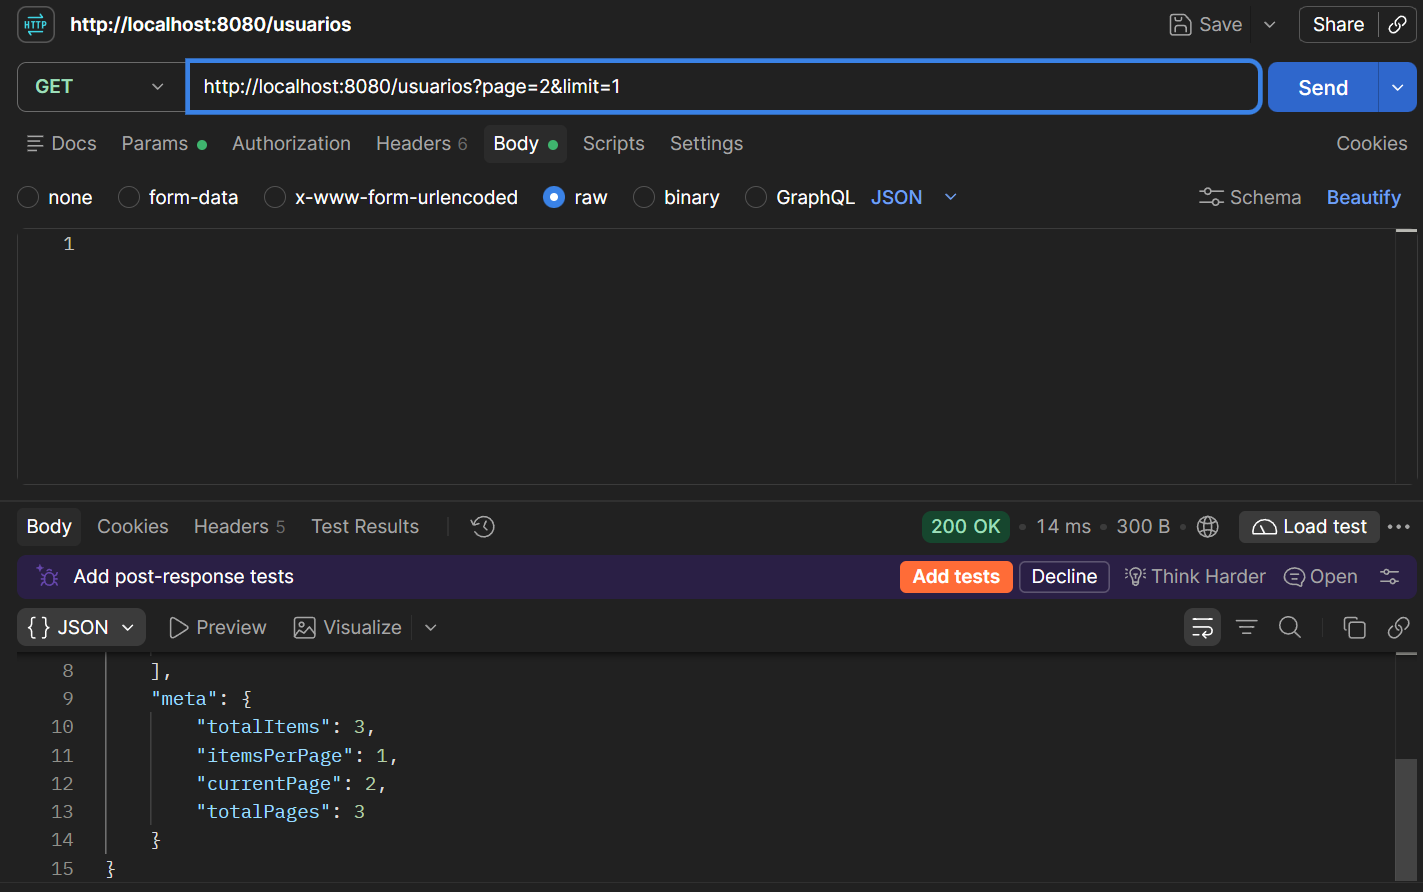 HTTP http://localhost:8080/usuarios Save Share
GET http://localhost:8080/usuarios?page=2&limit=1 Send
Docs Params Authorization Headers 6 Body Scripts Settings Cookies
none form-data x-www-form-urlencoded raw binary GraphQL JSON Schema Beautify
1
Body Cookies Headers 5 Test Results 200 OK 14 ms 300 B Load test
Add post-response tests Add tests Decline Think Harder Open
{} JSON Preview Visualize
8 ],
9 "meta": {
10 "totalItems": 3,
11 "itemsPerPage": 1,
12 "currentPage": 2,
13 "totalPages": 3
14 }
15 }